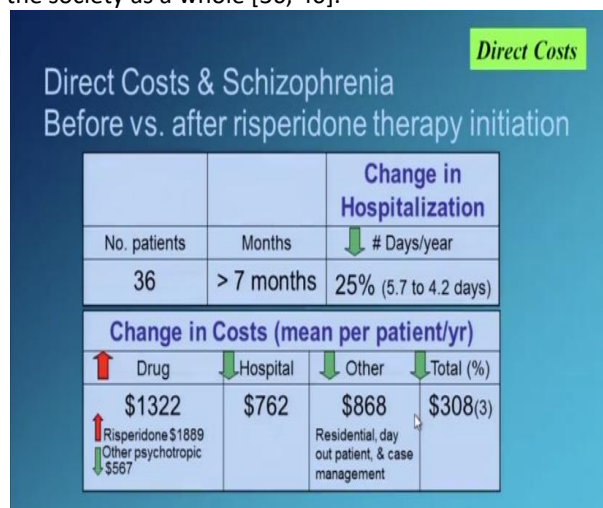 the society as a whole [36, 40].
Direct Costs
Direct Costs & Schizophrenia
Before vs. after risperidone therapy initiation
Change in
Hospitalization
No. patients Months # Days/year
36 > 7 months 25% (5.7 to 4.2 days)
Change in Costs (mean per patient/yr)
Drug Hospital Other Total (%)
$1322 $762 $868 $308(3)
Risperidone $1889
Other psychotropic
$567
Residential, day
out patient, & case
management